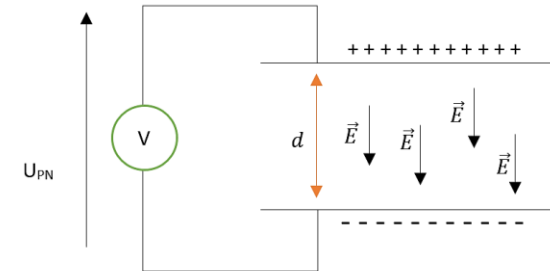 + + + + + + + + + + +
V
U_PN
d
E⃗
E⃗
E⃗
E⃗
- - - - - - - - - - -